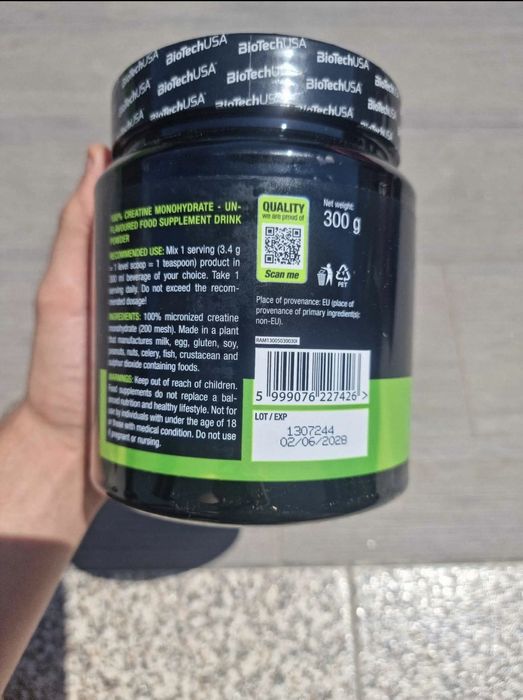 BioTechUSA BioTechUSA BioTechUSA BioTechUSA
BioTechUSA BioTechUSA BioTechUSA BioTechUSA
100% CREATINE MONOHYDRATE - UN-
FLAVOURED FOOD SUPPLEMENT DRINK
POWDER
RECOMMENDED USE: Mix 1 serving (3.4 g
= 1 level scoop = 1 teaspoon) product in
300 ml beverage of your choice. Take 1
serving daily. Do not exceed the recom-
mended dosage!
INGREDIENTS: 100% micronized creatine
monohydrate (200 mesh). Made in a plant
that manufactures milk, egg, gluten, soy,
peanuts, nuts, celery, fish, crustacean and
sulphur dioxide containing foods.
WARNINGS: Keep out of reach of children.
Food supplements do not replace a bal-
anced nutrition and healthy lifestyle. Not for
use by individuals with under the age of 18
or those with medical condition. Do not use
if pregnant or nursing.
QUALITY
we are proud of
Scan me
Net weight:
300 g
PET
Place of provenance: EU (place of
provenance of primary ingredient(s):
non-EU).
5 999076 227426 >
LOT / EXP
1307244
02/06/2028